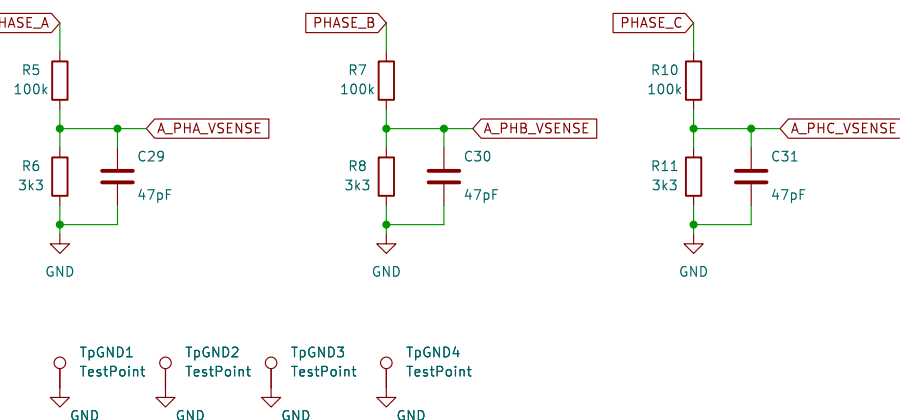 HASE_A
PHASE_B
PHASE_C
R5
100k
R7
100k
R10
100k
A_PHA_VSENSE
A_PHB_VSENSE
A_PHC_VSENSE
R6
3k3
C29
47pF
R8
3k3
C30
47pF
R11
3k3
C31
47pF
GND
GND
GND
TpGND1
TestPoint
TpGND2
TestPoint
TpGND3
TestPoint
TpGND4
TestPoint
GND
GND
GND
GND